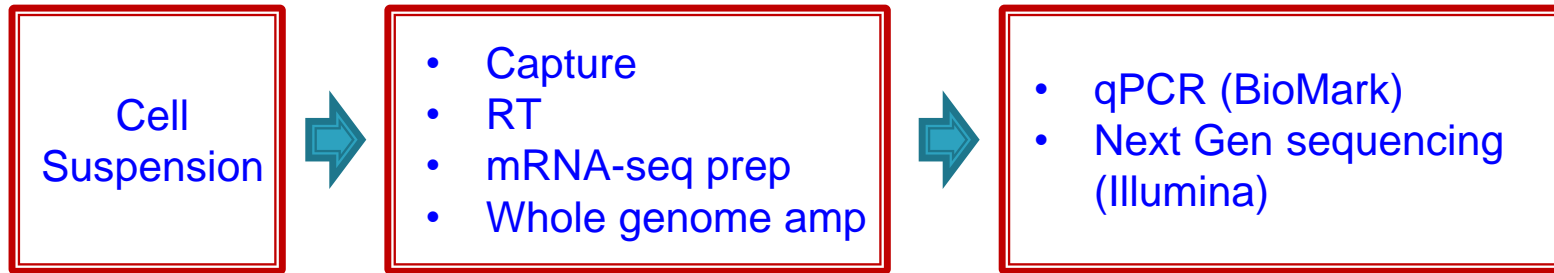 Cell
Suspension
• Capture
• RT
• mRNA-seq prep
• Whole genome amp
• qPCR (BioMark)
• Next Gen sequencing
(Illumina)